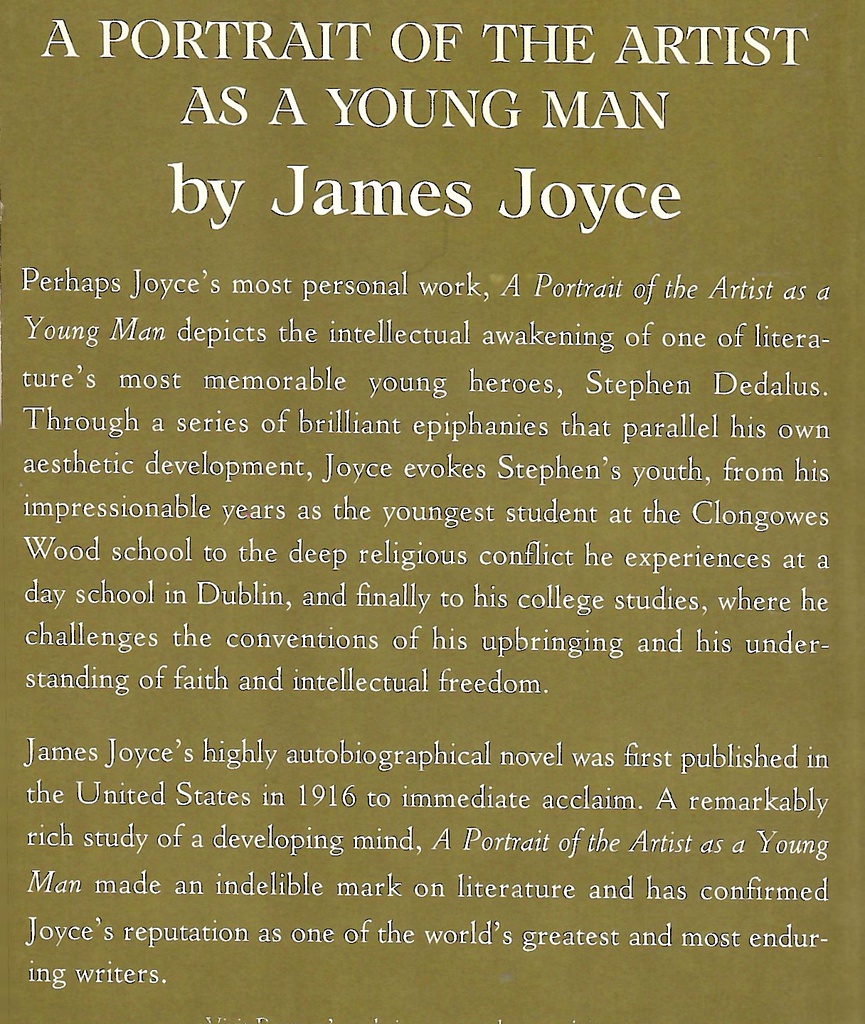 A PORTRAIT OF THE ARTIST
AS A YOUNG MAN
by James Joyce
Perhaps Joyce's most personal work, A Portrait of the Artist as a
Young Man depicts the intellectual awakening of one of litera-
ture's most memorable young heroes, Stephen Dedalus.
Through a series of brilliant epiphanies that parallel his own
aesthetic development, Joyce evokes Stephen's youth, from his
impressionable years as the youngest student at the Clongowes
Wood school to the deep religious conflict he experiences at a
day school in Dublin, and finally to his college studies, where he
challenges the conventions of his upbringing and his under-
standing of faith and intellectual freedom.
James Joyce's highly autobiographical novel was first published in
the United States in 1916 to immediate acclaim. A remarkably
rich study of a developing mind, A Portrait of the Artist as a Young
Man made an indelible mark on literature and has confirmed
Joyce's reputation as one of the world's greatest and most endur-
ing writers.